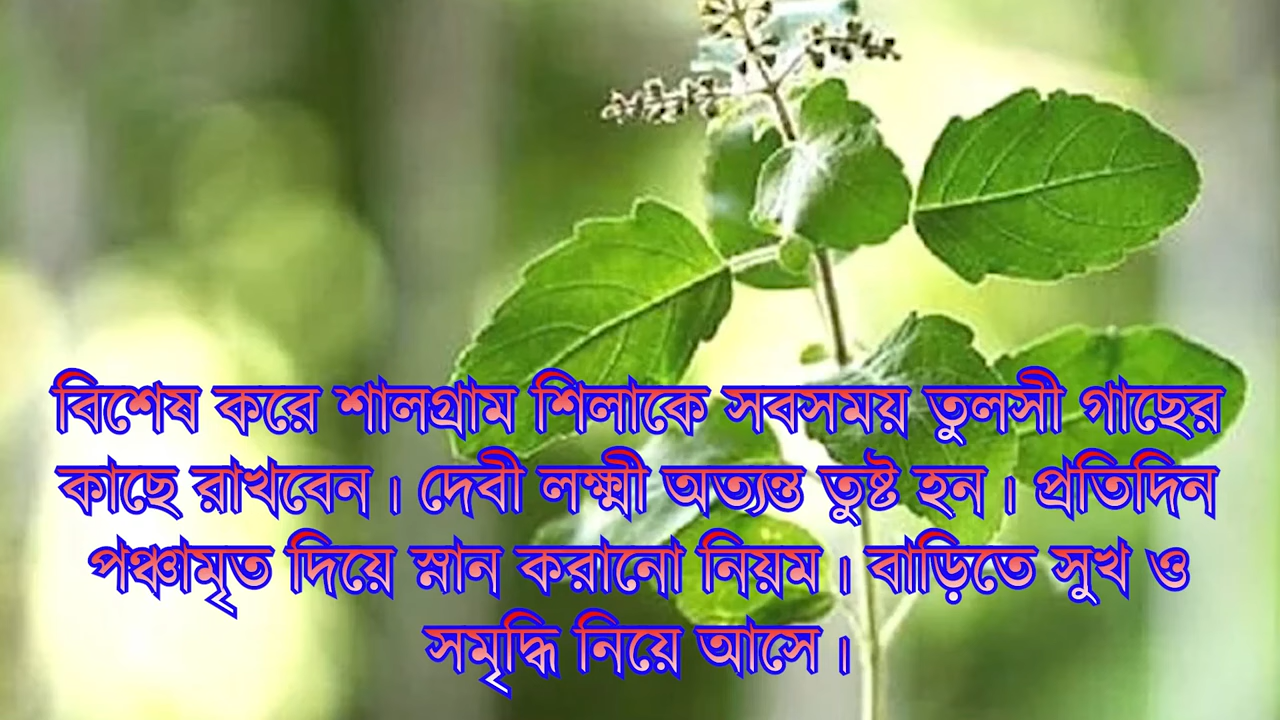 বিশেষ করে শালগ্রাম শিলাকে সবসময় তুলসী গাছের
কাছে রাখবেন। দেবী লক্ষ্মী অত্যন্ত তুষ্ট হন। প্রতিদিন
পঞ্চামৃত দিয়ে স্নান করানো নিয়ম। বাড়িতে সুখ ও
সমৃদ্ধি নিয়ে আসে।